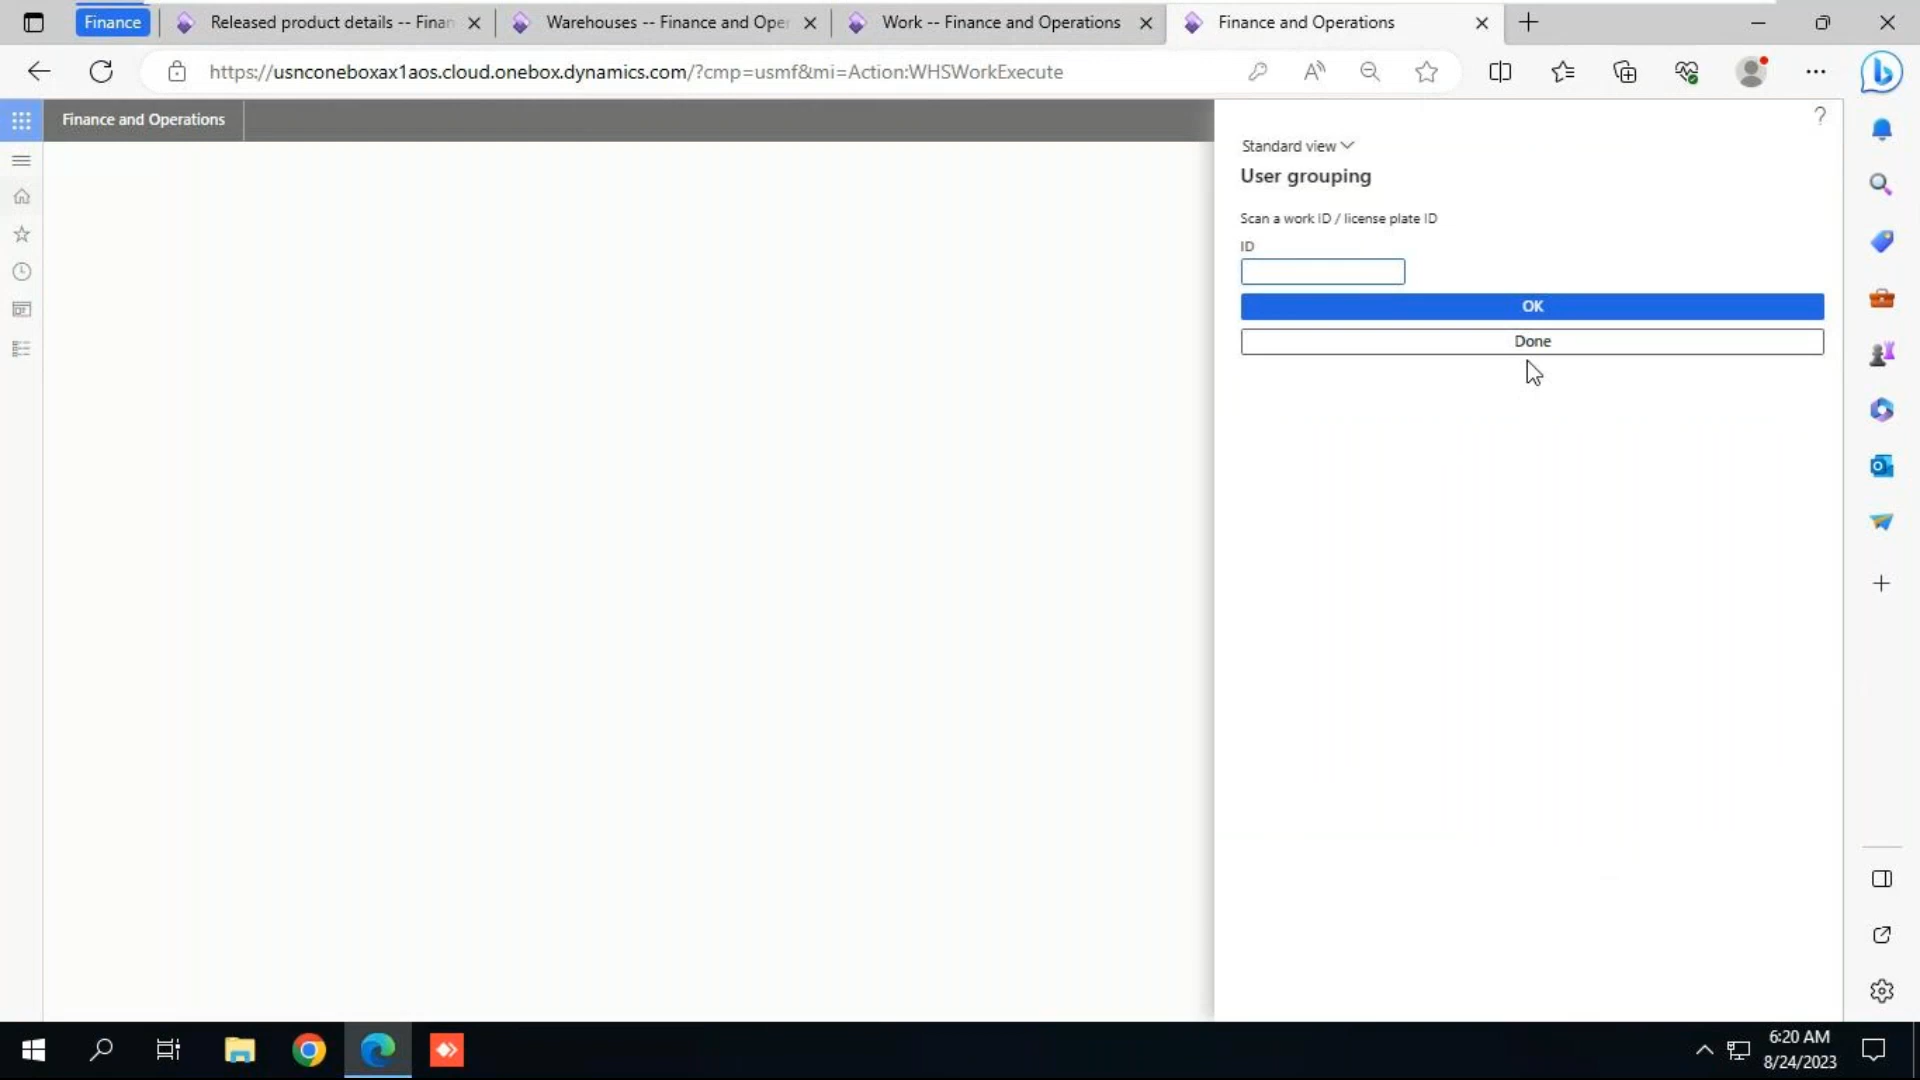 Finance
Released product details -- Finan
Warehouses -- Finance and Oper
Work -- Finance and Operations
Finance and Operations
https://usnconeboxax1aos.cloud.onebox.dynamics.com/?cmp=usmf&mi=Action:WHSWorkExecute
Finance and Operations
?
Standard view
User grouping
Scan a work ID / license plate ID
ID
OK
Done
6:20 AM
8/24/2023